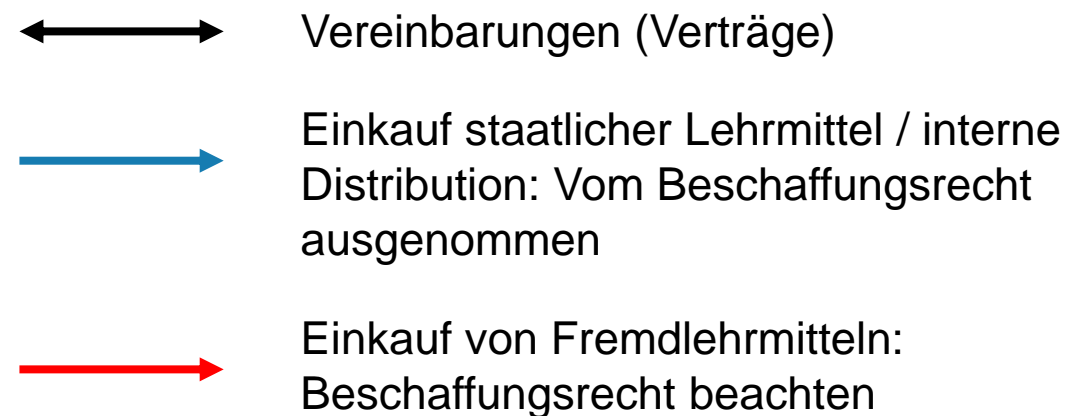 Vereinbarungen (Verträge)
Einkauf staatlicher Lehrmittel / interne
Distribution: Vom Beschaffungsrecht
ausgenommen
Einkauf von Fremdlehrmitteln:
Beschaffungsrecht beachten